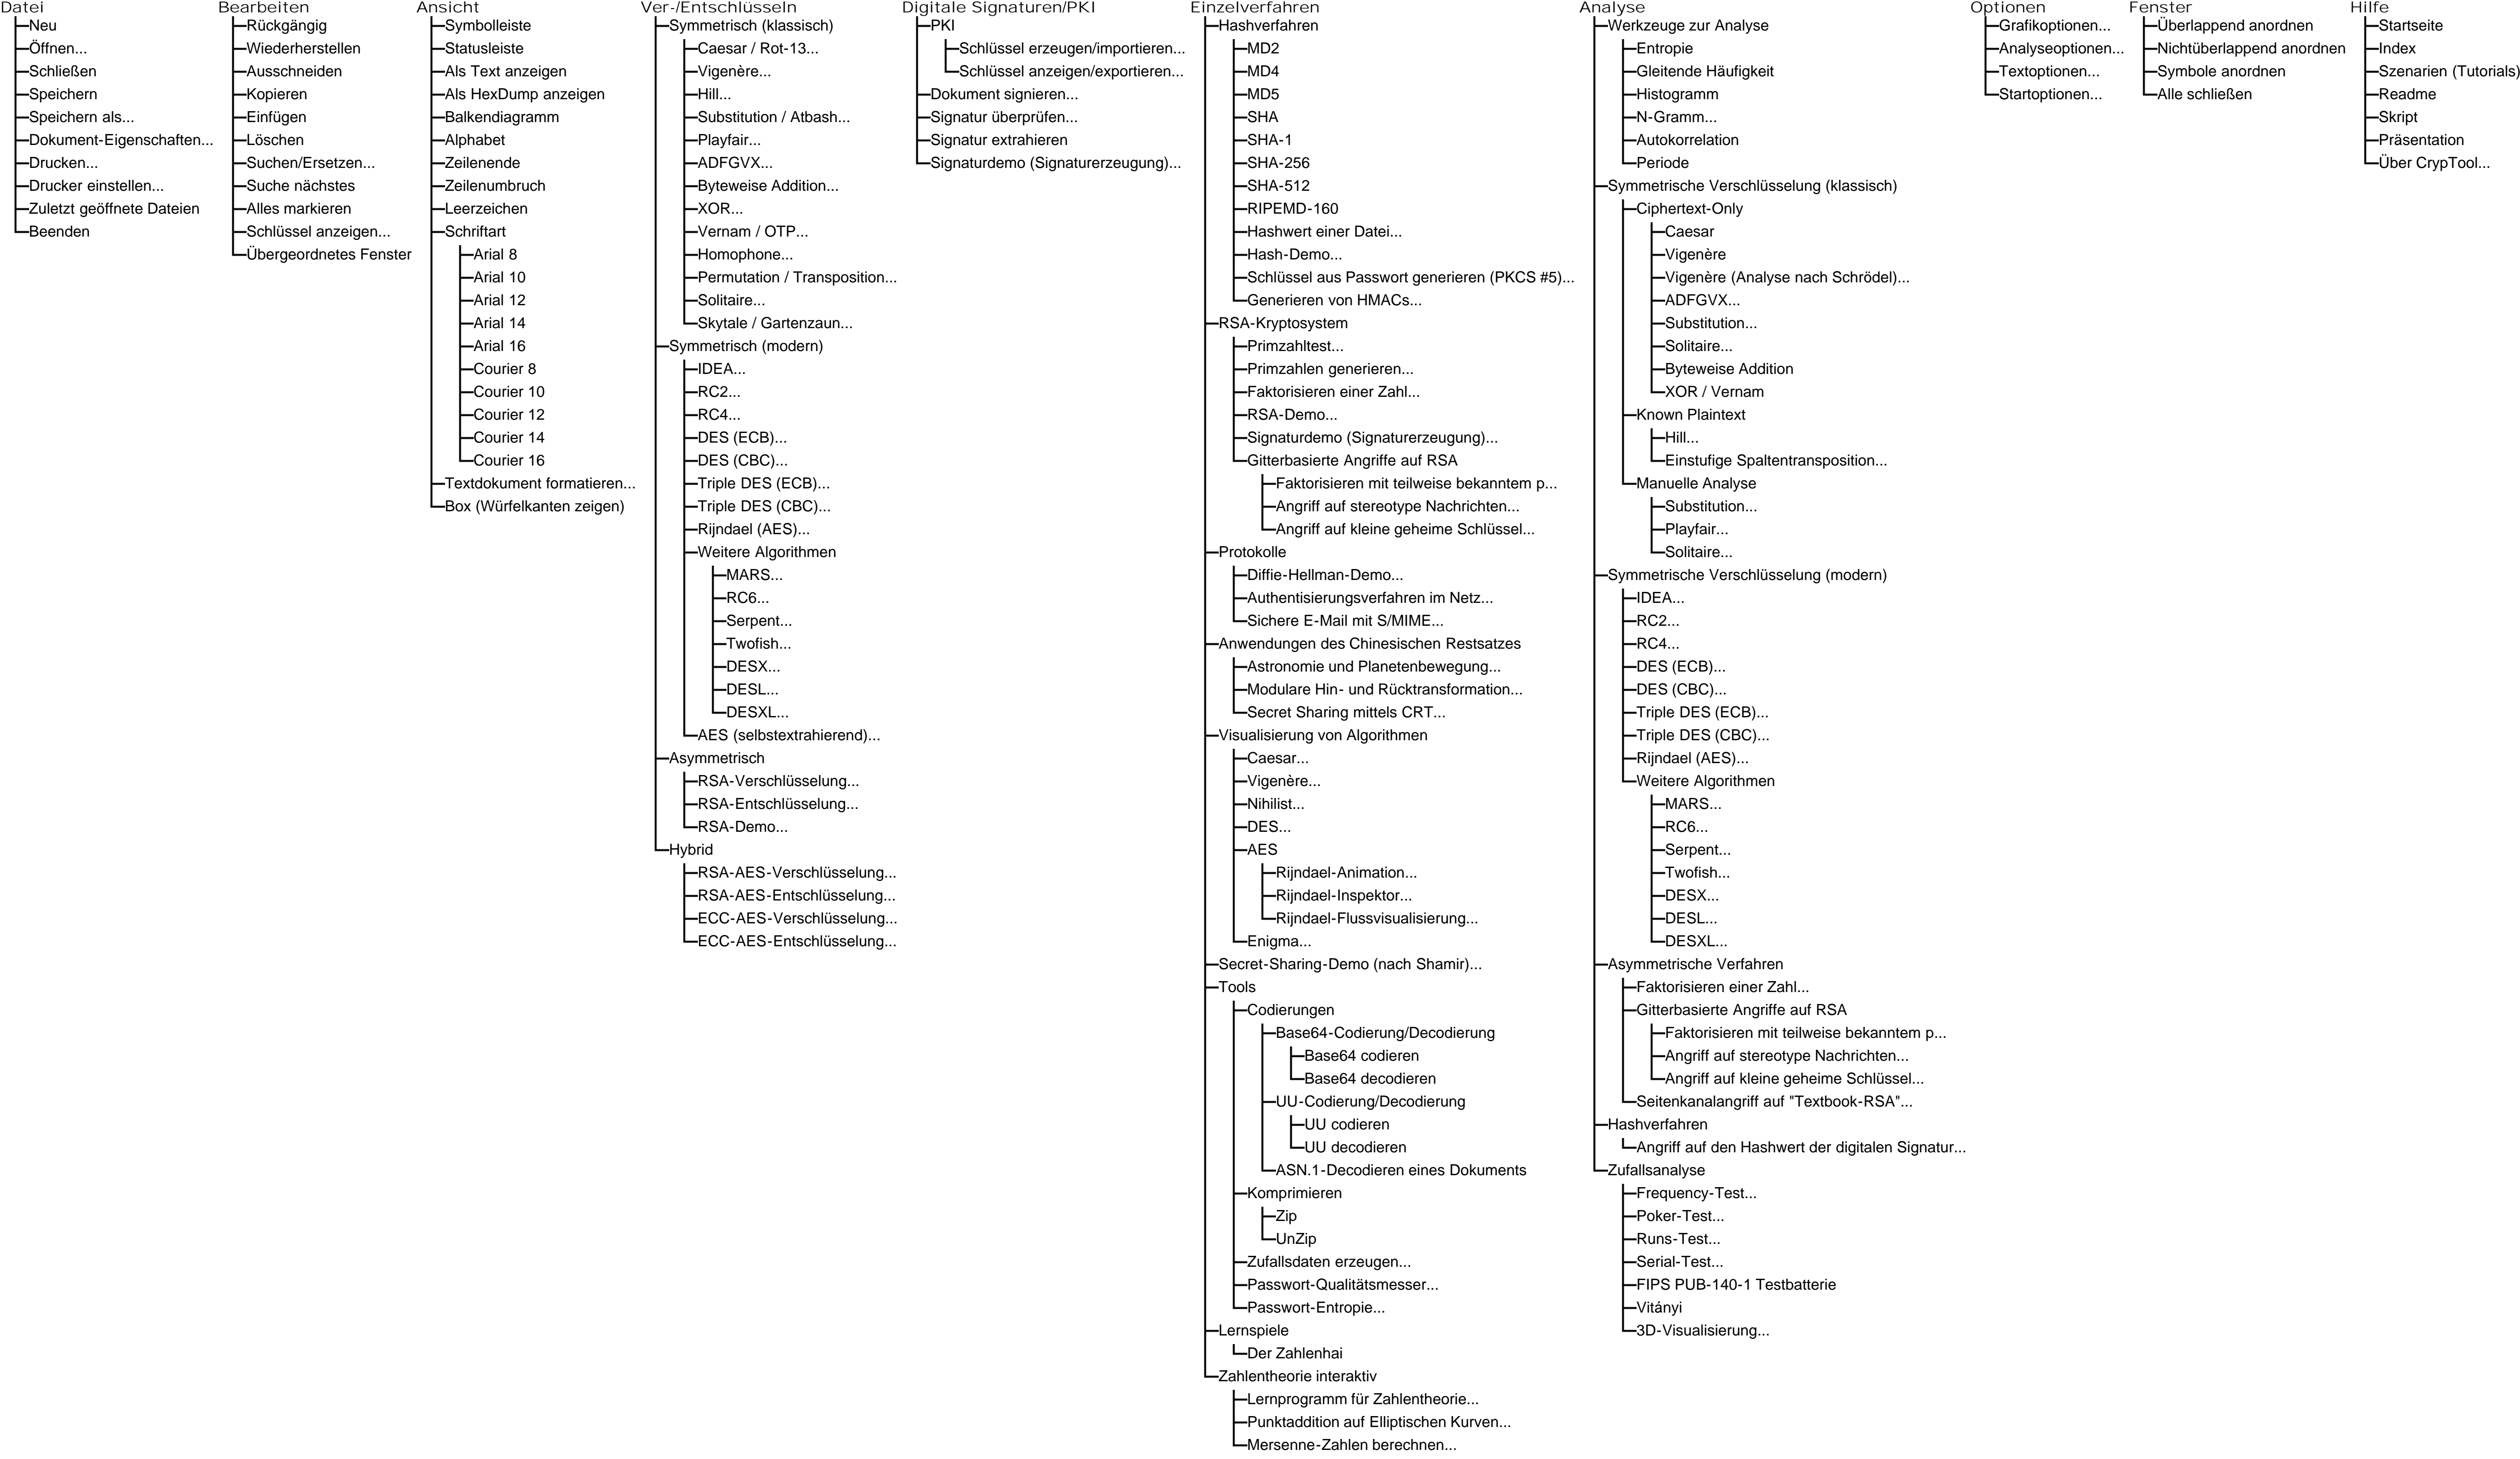 Datei
Neu
Öffnen...
Schließen
Speichern
Speichern als...
Dokument-Eigenschaften...
Drucken...
Drucker einstellen...
Zuletzt geöffnete Dateien
Beenden
Bearbeiten
Rückgängig
Wiederherstellen
Ausschneiden
Kopieren
Einfügen
Löschen
Suchen/Ersetzen...
Suche nächstes
Alles markieren
Schlüssel anzeigen...
Übergeordnetes Fenster
Ansicht
Symbolleiste
Statusleiste
Als Text anzeigen
Als HexDump anzeigen
Balkendiagramm
Alphabet
Zeilenende
Zeilenumbruch
Leerzeichen
Schriftart
Arial 8
Arial 10
Arial 12
Arial 14
Arial 16
Courier 8
Courier 10
Courier 12
Courier 14
Courier 16
Textdokument formatieren...
Box (Würfelkanten zeigen)
Ver-/Entschlüsseln
Symmetrisch (klassisch)
Caesar / Rot-13...
Vigenère...
Hill...
Substitution / Atbash...
Playfair...
ADFGVX...
Byteweise Addition...
XOR...
Vernam / OTP...
Homophone...
Permutation / Transposition...
Solitaire...
Skytale / Gartenzaun...
Symmetrisch (modern)
IDEA...
RC2...
RC4...
DES (ECB)...
DES (CBC)...
Triple DES (ECB)...
Triple DES (CBC)...
Rijndael (AES)...
Weitere Algorithmen
MARS...
RC6...
Serpent...
Twofish...
DESX...
DESL...
DESXL...
AES (selbstextrahierend)...
Asymmetrisch
RSA-Verschlüsselung...
RSA-Entschlüsselung...
RSA-Demo...
Hybrid
RSA-AES-Verschlüsselung...
RSA-AES-Entschlüsselung...
ECC-AES-Verschlüsselung...
ECC-AES-Entschlüsselung...
Digitale Signaturen/PKI
PKI
Schlüssel erzeugen/importieren...
Schlüssel anzeigen/exportieren...
Dokument signieren...
Signatur überprüfen...
Signatur extrahieren
Signaturdemo (Signaturerzeugung)...
Einzelverfahren
Hashverfahren
MD2
MD4
MD5
SHA
SHA-1
SHA-256
SHA-512
RIPEMD-160
Hashwert einer Datei...
Hash-Demo...
Schlüssel aus Passwort generieren (PKCS #5)...
Generieren von HMACs...
RSA-Kryptosystem
Primzahltest...
Primzahlen generieren...
Faktorisieren einer Zahl...
RSA-Demo...
Signaturdemo (Signaturerzeugung)...
Gitterbasierte Angriffe auf RSA
Faktorisieren mit teilweise bekanntem p...
Angriff auf stereotype Nachrichten...
Angriff auf kleine geheime Schlüssel...
Protokolle
Diffie-Hellman-Demo...
Authentisierungsverfahren im Netz...
Sichere E-Mail mit S/MIME...
Anwendungen des Chinesischen Restsatzes
Astronomie und Planetenbewegung...
Modulare Hin- und Rücktransformation...
Secret Sharing mittels CRT...
Visualisierung von Algorithmen
Caesar...
Vigenère...
Nihilist...
DES...
AES
Rijndael-Animation...
Rijndael-Inspektor...
Rijndael-Flussvisualisierung...
Enigma...
Secret-Sharing-Demo (nach Shamir)...
Tools
Codierungen
Base64-Codierung/Decodierung
Base64 codieren
Base64 decodieren
UU-Codierung/Decodierung
UU codieren
UU decodieren
ASN.1-Decodieren eines Dokuments
Komprimieren
Zip
UnZip
Zufallsdaten erzeugen...
Passwort-Qualitätsmesser...
Passwort-Entropie...
Lernspiele
Der Zahlenhai
Zahlentheorie interaktiv
Lernprogramm für Zahlentheorie...
Punktaddition auf Elliptischen Kurven...
Mersenne-Zahlen berechnen...
Analyse
Werkzeuge zur Analyse
Entropie
Gleitende Häufigkeit
Histogramm
N-Gramm...
Autokorrelation
Periode
Symmetrische Verschlüsselung (klassisch)
Ciphertext-Only
Caesar
Vigenère
Vigenère (Analyse nach Schrödel)...
ADFGVX...
Substitution...
Solitaire...
Byteweise Addition
XOR / Vernam
Known Plaintext
Hill...
Einstufige Spaltentransposition...
Manuelle Analyse
Substitution...
Playfair...
Solitaire...
Symmetrische Verschlüsselung (modern)
IDEA...
RC2...
RC4...
DES (ECB)...
DES (CBC)...
Triple DES (ECB)...
Triple DES (CBC)...
Rijndael (AES)...
Weitere Algorithmen
MARS...
RC6...
Serpent...
Twofish...
DESX...
DESL...
DESXL...
Asymmetrische Verfahren
Faktorisieren einer Zahl...
Gitterbasierte Angriffe auf RSA
Faktorisieren mit teilweise bekanntem p...
Angriff auf stereotype Nachrichten...
Angriff auf kleine geheime Schlüssel...
Seitenkanalangriff auf "Textbook-RSA"...
Hashverfahren
Angriff auf den Hashwert der digitalen Signatur...
Zufallsanalyse
Frequency-Test...
Poker-Test...
Runs-Test...
Serial-Test...
FIPS PUB-140-1 Testbatterie
Vitányi
3D-Visualisierung...
Optionen
Grafikoptionen...
Analyseoptionen...
Textoptionen...
Startoptionen...
Fenster
Überlappend anordnen
Nichtüberlappend anordnen
Symbole anordnen
Alle schließen
Hilfe
Startseite
Index
Szenarien (Tutorials)
Readme
Skript
Präsentation
Über CrypTool...